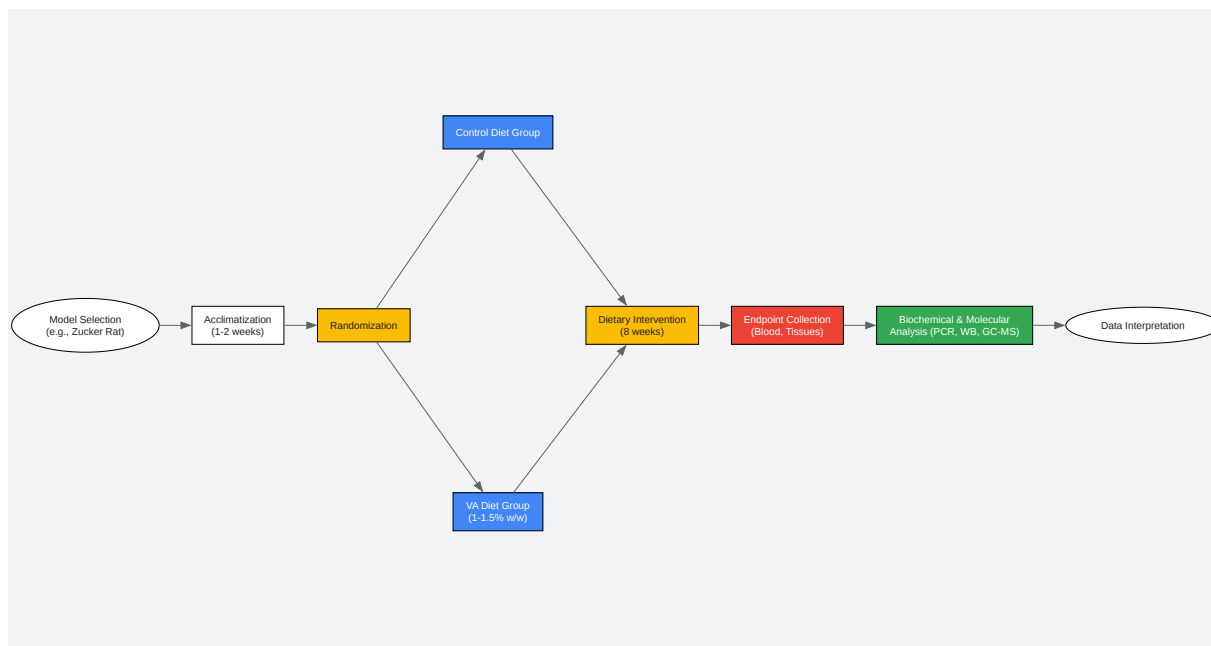 Model Selection
(e.g., Zucker Rat)
Acclimatization
(1-2 weeks)
Randomization
Control Diet Group
VA Diet Group
(1-1.5% w/w)
Dietary Intervention
(8 weeks)
Endpoint Collection
(Blood, Tissues)
Biochemical & Molecular
Analysis (PCR, WB, GC-MS)
Data Interpretation